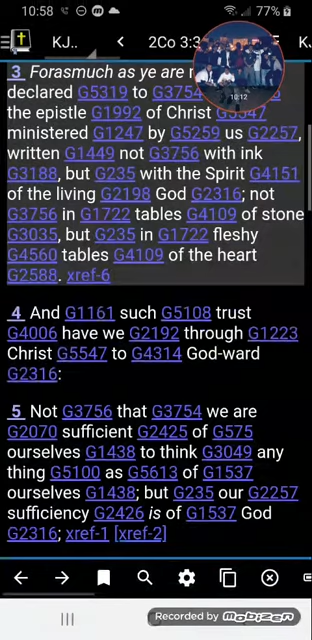 10:58 77%
KJ.. 2Co 3:3 KJ
10:12
3 Forasmuch as ye are
declared G5319 to G3754
the epistle G1992 of Christ G5547
ministered G1247 by G5259 us G2257,
written G1449 not G3756 with ink
G3188, but G235 with the Spirit G4151
of the living G2198 God G2316; not
G3756 in G1722 tables G4109 of stone
G3035, but G235 in G1722 fleshy
G4560 tables G4109 of the heart
G2588. xref-6
4 And G1161 such G5108 trust
G4006 have we G2192 through G1223
Christ G5547 to G4314 God-ward
G2316:
5 Not G3756 that G3754 we are
G2070 sufficient G2425 of G575
ourselves G1438 to think G3049 any
thing G5100 as G5613 of G1537
ourselves G1438; but G235 our G2257
sufficiency G2426 is of G1537 God
G2316; xref-1 [xref-2]
Recorded by mobizen